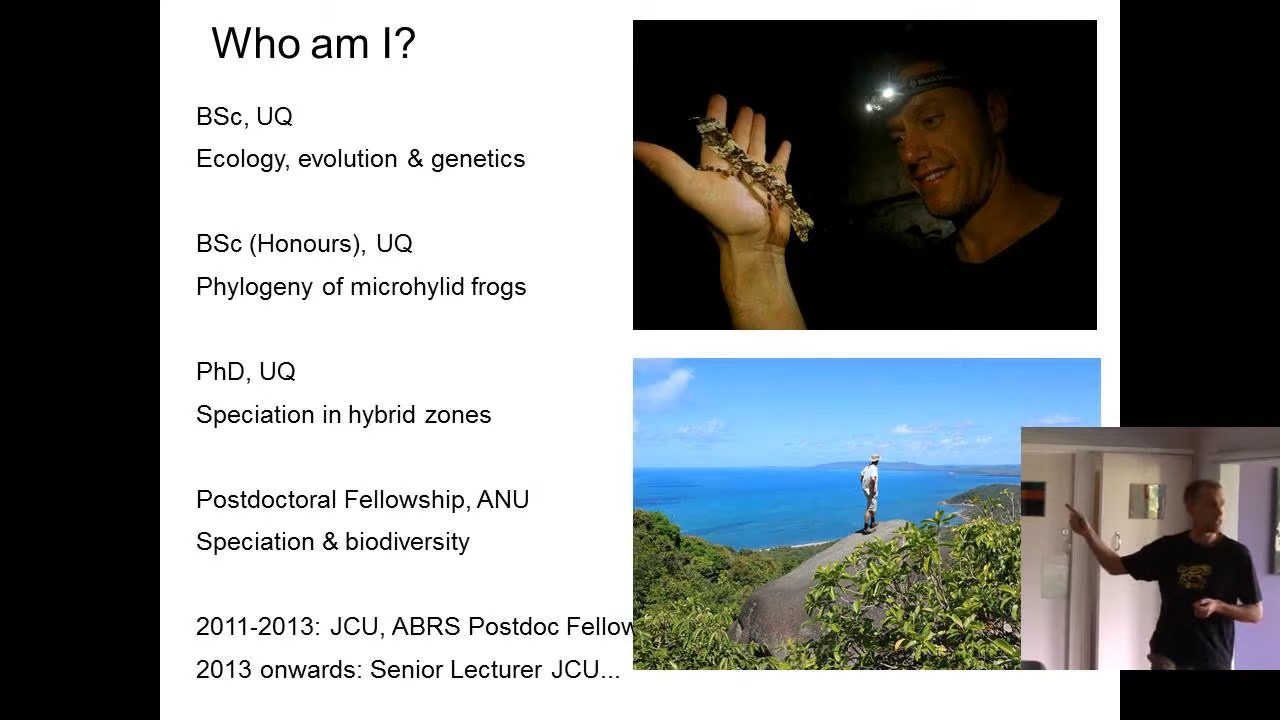 Who am I?
BSc, UQ
Ecology, evolution & genetics
BSc (Honours), UQ
Phylogeny of microhylid frogs
PhD, UQ
Speciation in hybrid zones
Postdoctoral Fellowship, ANU
Speciation & biodiversity
2011-2013: JCU, ABRS Postdoc Fellow
2013 onwards: Senior Lecturer JCU...